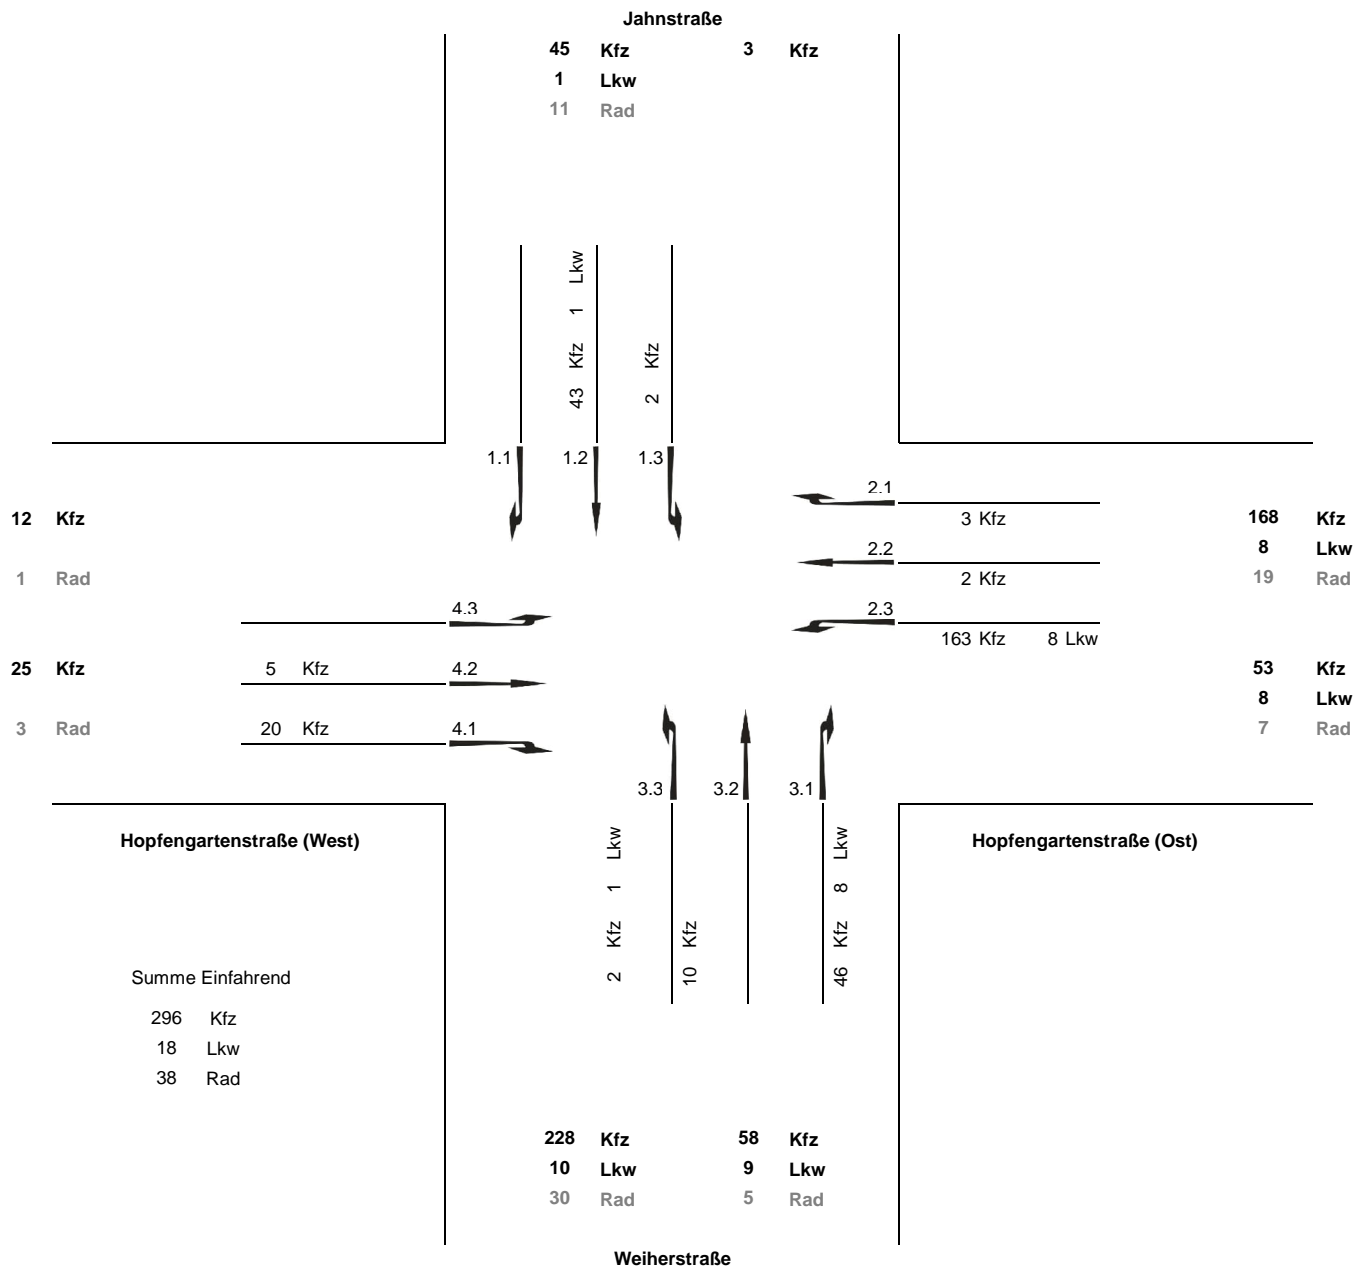 Jahnstraße
45 Kfz 3 Kfz
1 Lkw
11 Rad
43 Kfz 1 Lkw
2 Kfz
1.1 1.2 1.3
2.1
3 Kfz
2.2
2 Kfz
2.3
163 Kfz 8 Lkw
12 Kfz
1 Rad
168 Kfz
8 Lkw
19 Rad
4.3
25 Kfz
5 Kfz 4.2
3 Rad
20 Kfz 4.1
53 Kfz
8 Lkw
7 Rad
3.3 3.2 3.1
2 Kfz 1 Lkw
10 Kfz
46 Kfz 8 Lkw
Hopfengartenstraße (West)
Hopfengartenstraße (Ost)
Summe Einfahrend
296 Kfz
18 Lkw
38 Rad
228 Kfz 58 Kfz
10 Lkw 9 Lkw
30 Rad 5 Rad
Weiherstraße